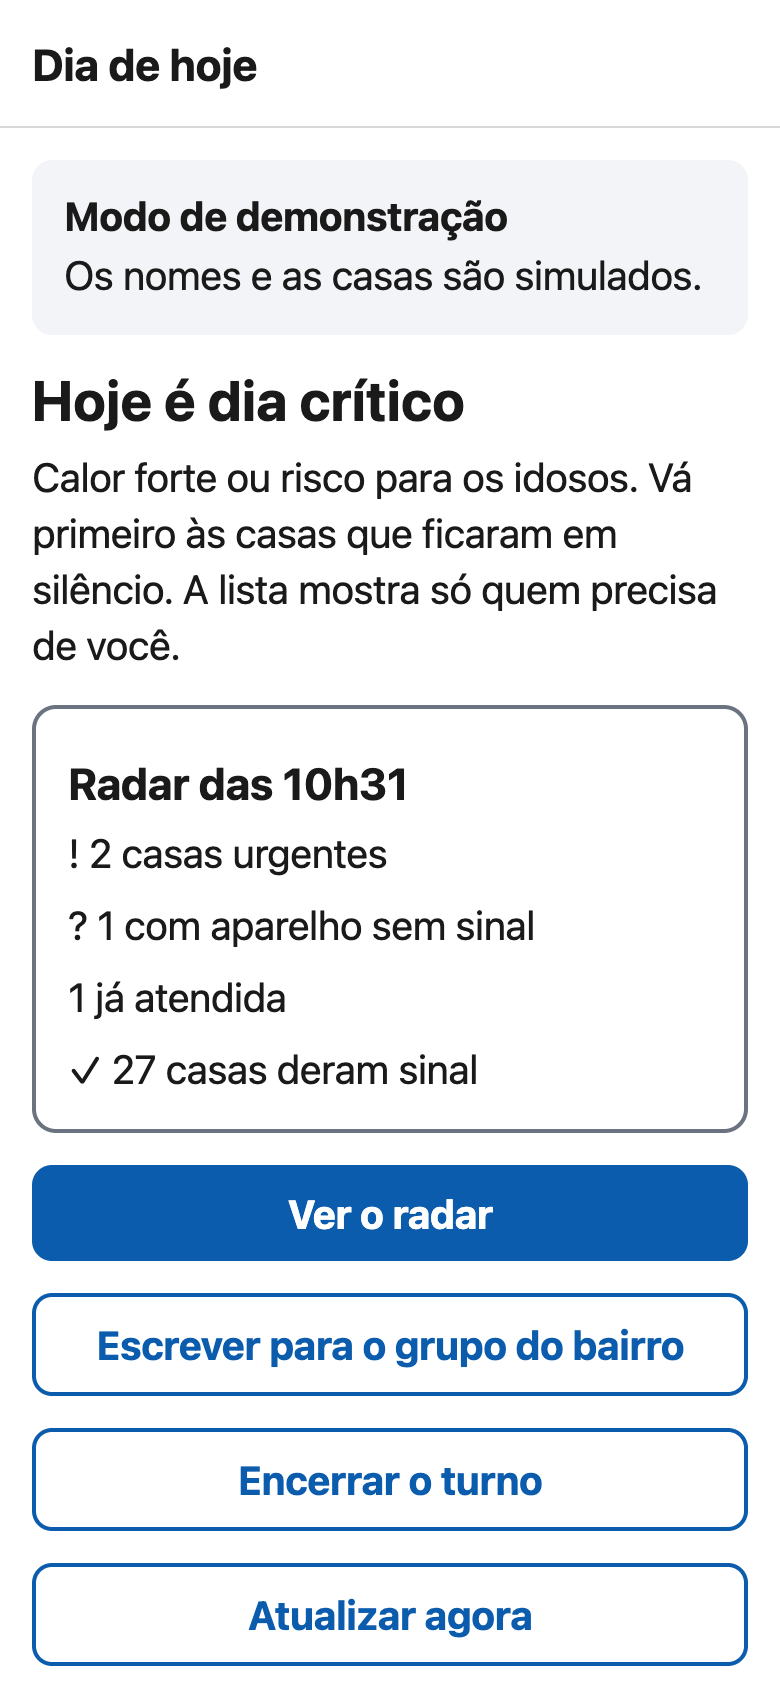 Dia de hoje
Modo de demonstração
Os nomes e as casas são simulados.
Hoje é dia crítico
Calor forte ou risco para os idosos. Vá
primeiro às casas que ficaram em
silêncio. A lista mostra só quem precisa
de você.
Radar das 10h31
! 2 casas urgentes
? 1 com aparelho sem sinal
1 já atendida
✓ 27 casas deram sinal
Ver o radar
Escrever para o grupo do bairro
Encerrar o turno
Atualizar agora